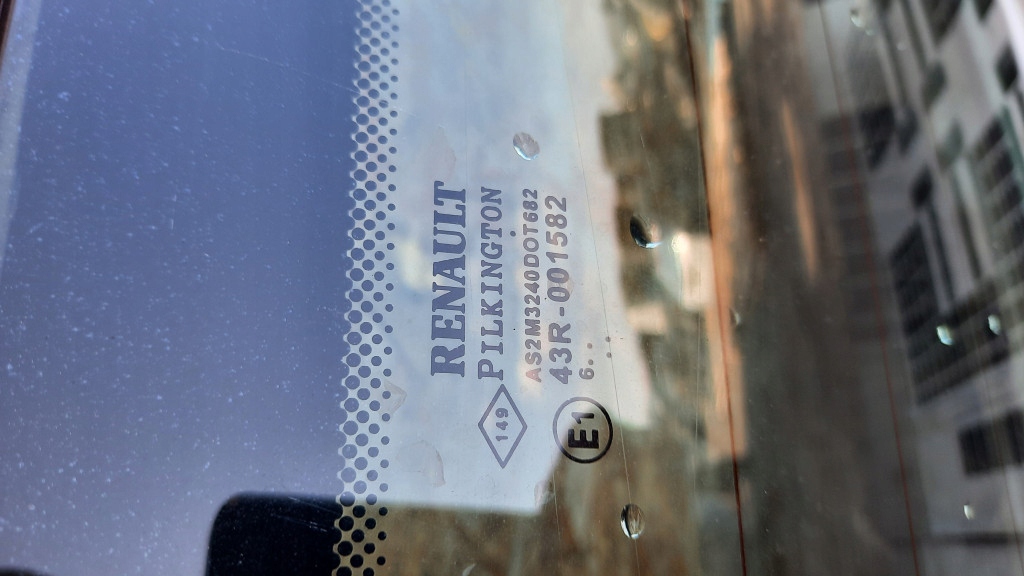 RENAULT
PILKINGTON
149
AS2M3240DOT682
43R-001582
E1
6..
..